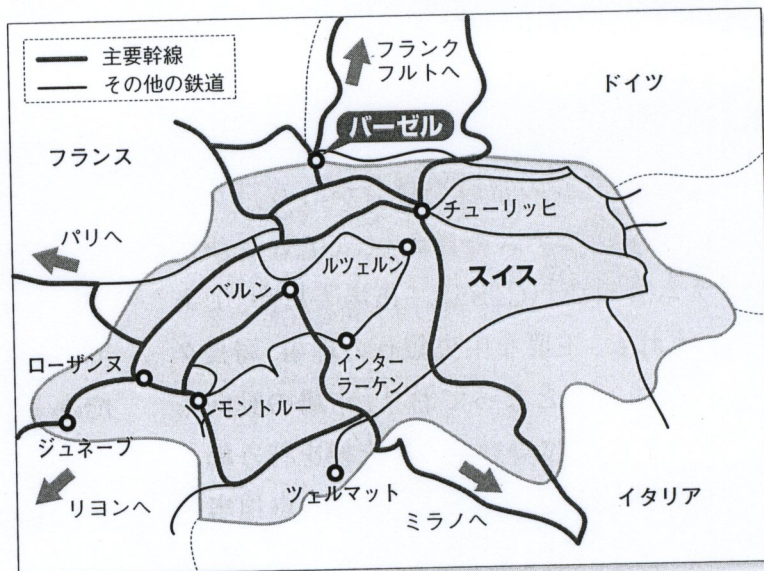 主要幹線
その他の鉄道
フランク
フルトへ
ドイツ
バーゼル
フランス
チューリッヒ
パリへ
ルツェルン
スイス
ベルン
インター
ラーケン
ローザンヌ
モントルー
ジュネーブ
ツェルマット
イタリア
リヨンへ
ミラノへ